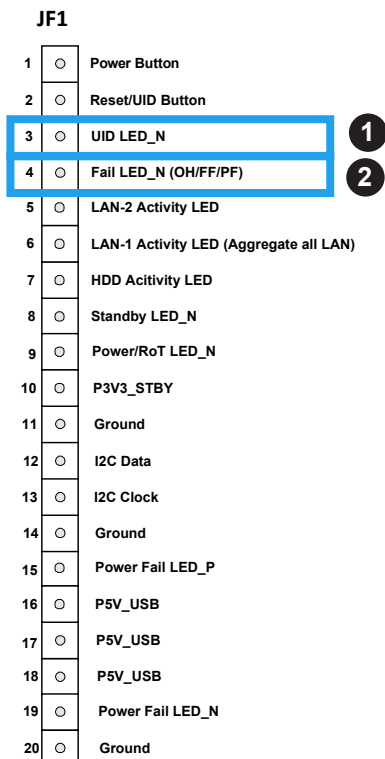 JF1
1 Power Button
2 Reset/UID Button
3 UID LED_N 1
4 Fail LED_N (OH/FF/PF) 2
5 LAN-2 Activity LED
6 LAN-1 Activity LED (Aggregate all LAN)
7 HDD Acitivity LED
8 Standby LED_N
9 Power/RoT LED_N
10 P3V3_STBY
11 Ground
12 I2C Data
13 I2C Clock
14 Ground
15 Power Fail LED_P
16 P5V_USB
17 P5V_USB
18 P5V_USB
19 Power Fail LED_N
20 Ground